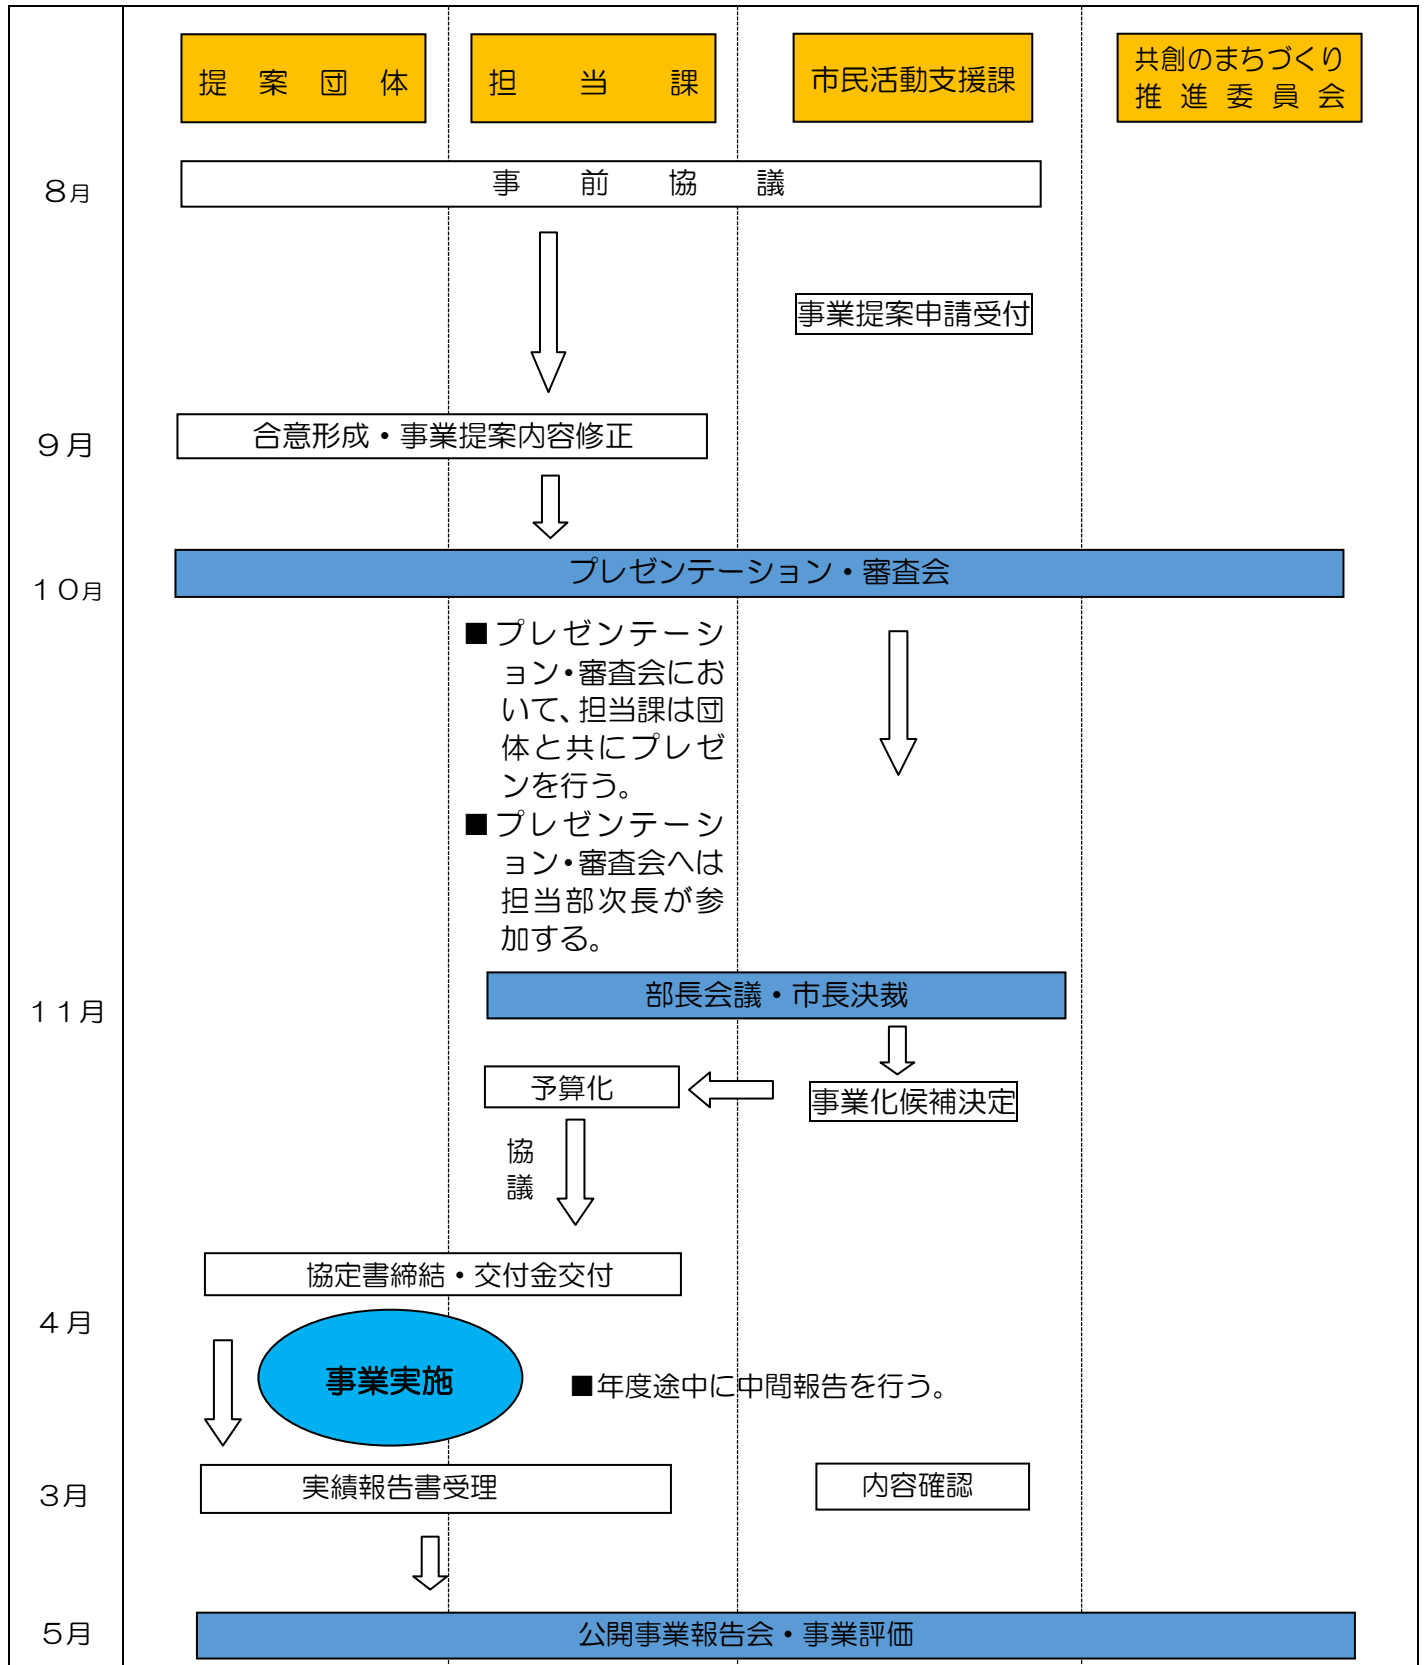 提案団体
担当課
市民活動支援課
共創のまちづくり
推進委員会
８月
事前協議
事業提案申請受付
９月
合意形成・事業提案内容修正
１０月
プレゼンテーション・審査会
■プレゼンテーシ
ョン・審査会にお
いて、担当課は団
体と共にプレゼ
ンを行う。
■プレゼンテーシ
ョン・審査会へは
担当部次長が参
加する。
１１月
部長会議・市長決裁
予算化
事業化候補決定
協
議
協定書締結・交付金交付
４月
事業実施
■年度途中に中間報告を行う。
３月
実績報告書受理
内容確認
５月
公開事業報告会・事業評価